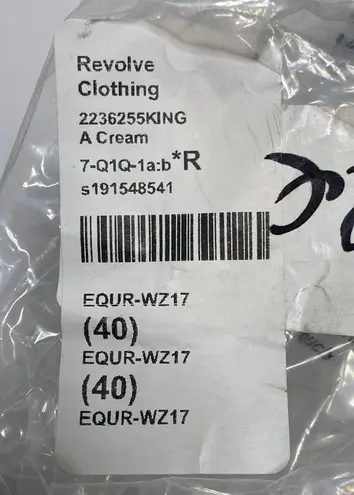 Revolve
Clothing
2236255KING
A Cream
7-Q1Q-1a:b*R
s191548541
EQUR-WZ17
(40)
EQUR-WZ17
(40)
EQUR-WZ17